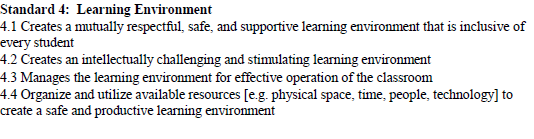 Standard 4:  Learning Environment
4.1 Creates a mutually respectful, safe, and supportive learning environment that is inclusive of
every student
4.2 Creates an intellectually challenging and stimulating learning environment
4.3 Manages the learning environment for effective operation of the classroom
4.4 Organize and utilize available resources [e.g. physical space, time, people, technology] to
create a safe and productive learning environment